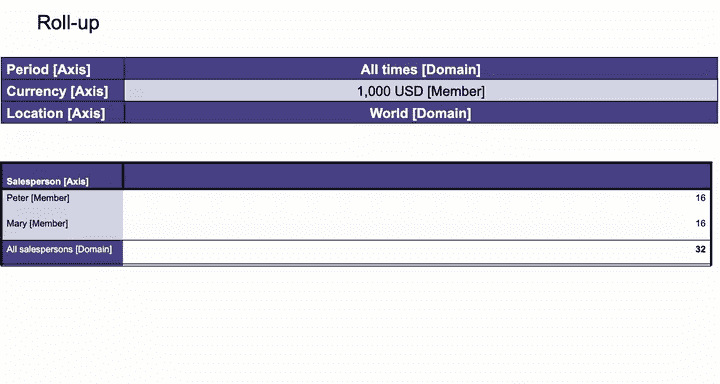 Roll-up
Period [Axis] All times [Domain]
Currency [Axis] 1,000 USD [Member]
Location [Axis] World [Domain]
Salesperson [Axis]
Peter [Member] 16
Mary [Member] 16
All salespersons [Domain] 32